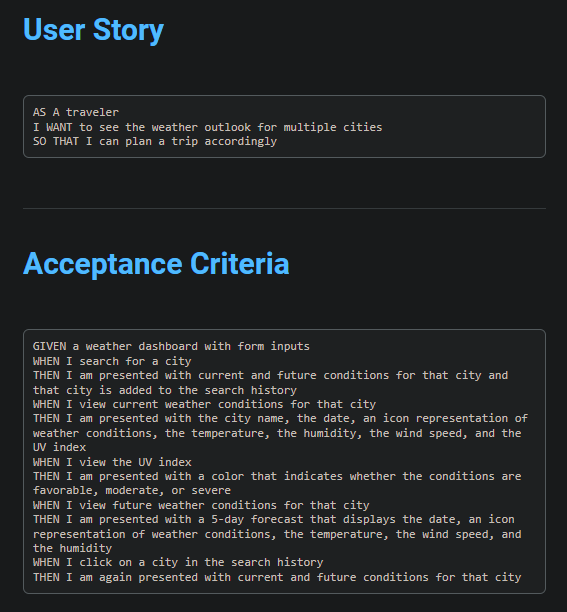 User Story
AS A traveler
I WANT to see the weather outlook for multiple cities
SO THAT I can plan a trip accordingly
Acceptance Criteria
GIVEN a weather dashboard with form inputs
WHEN I search for a city
THEN I am presented with current and future conditions for that city and
that city is added to the search history
WHEN I view current weather conditions for that city
THEN I am presented with the city name, the date, an icon representation of
weather conditions, the temperature, the humidity, the wind speed, and the
UV index
WHEN I view the UV index
THEN I am presented with a color that indicates whether the conditions are
favorable, moderate, or severe
WHEN I view future weather conditions for that city
THEN I am presented with a 5-day forecast that displays the date, an icon
representation of weather conditions, the temperature, the wind speed, and
the humidity
WHEN I click on a city in the search history
THEN I am again presented with current and future conditions for that city